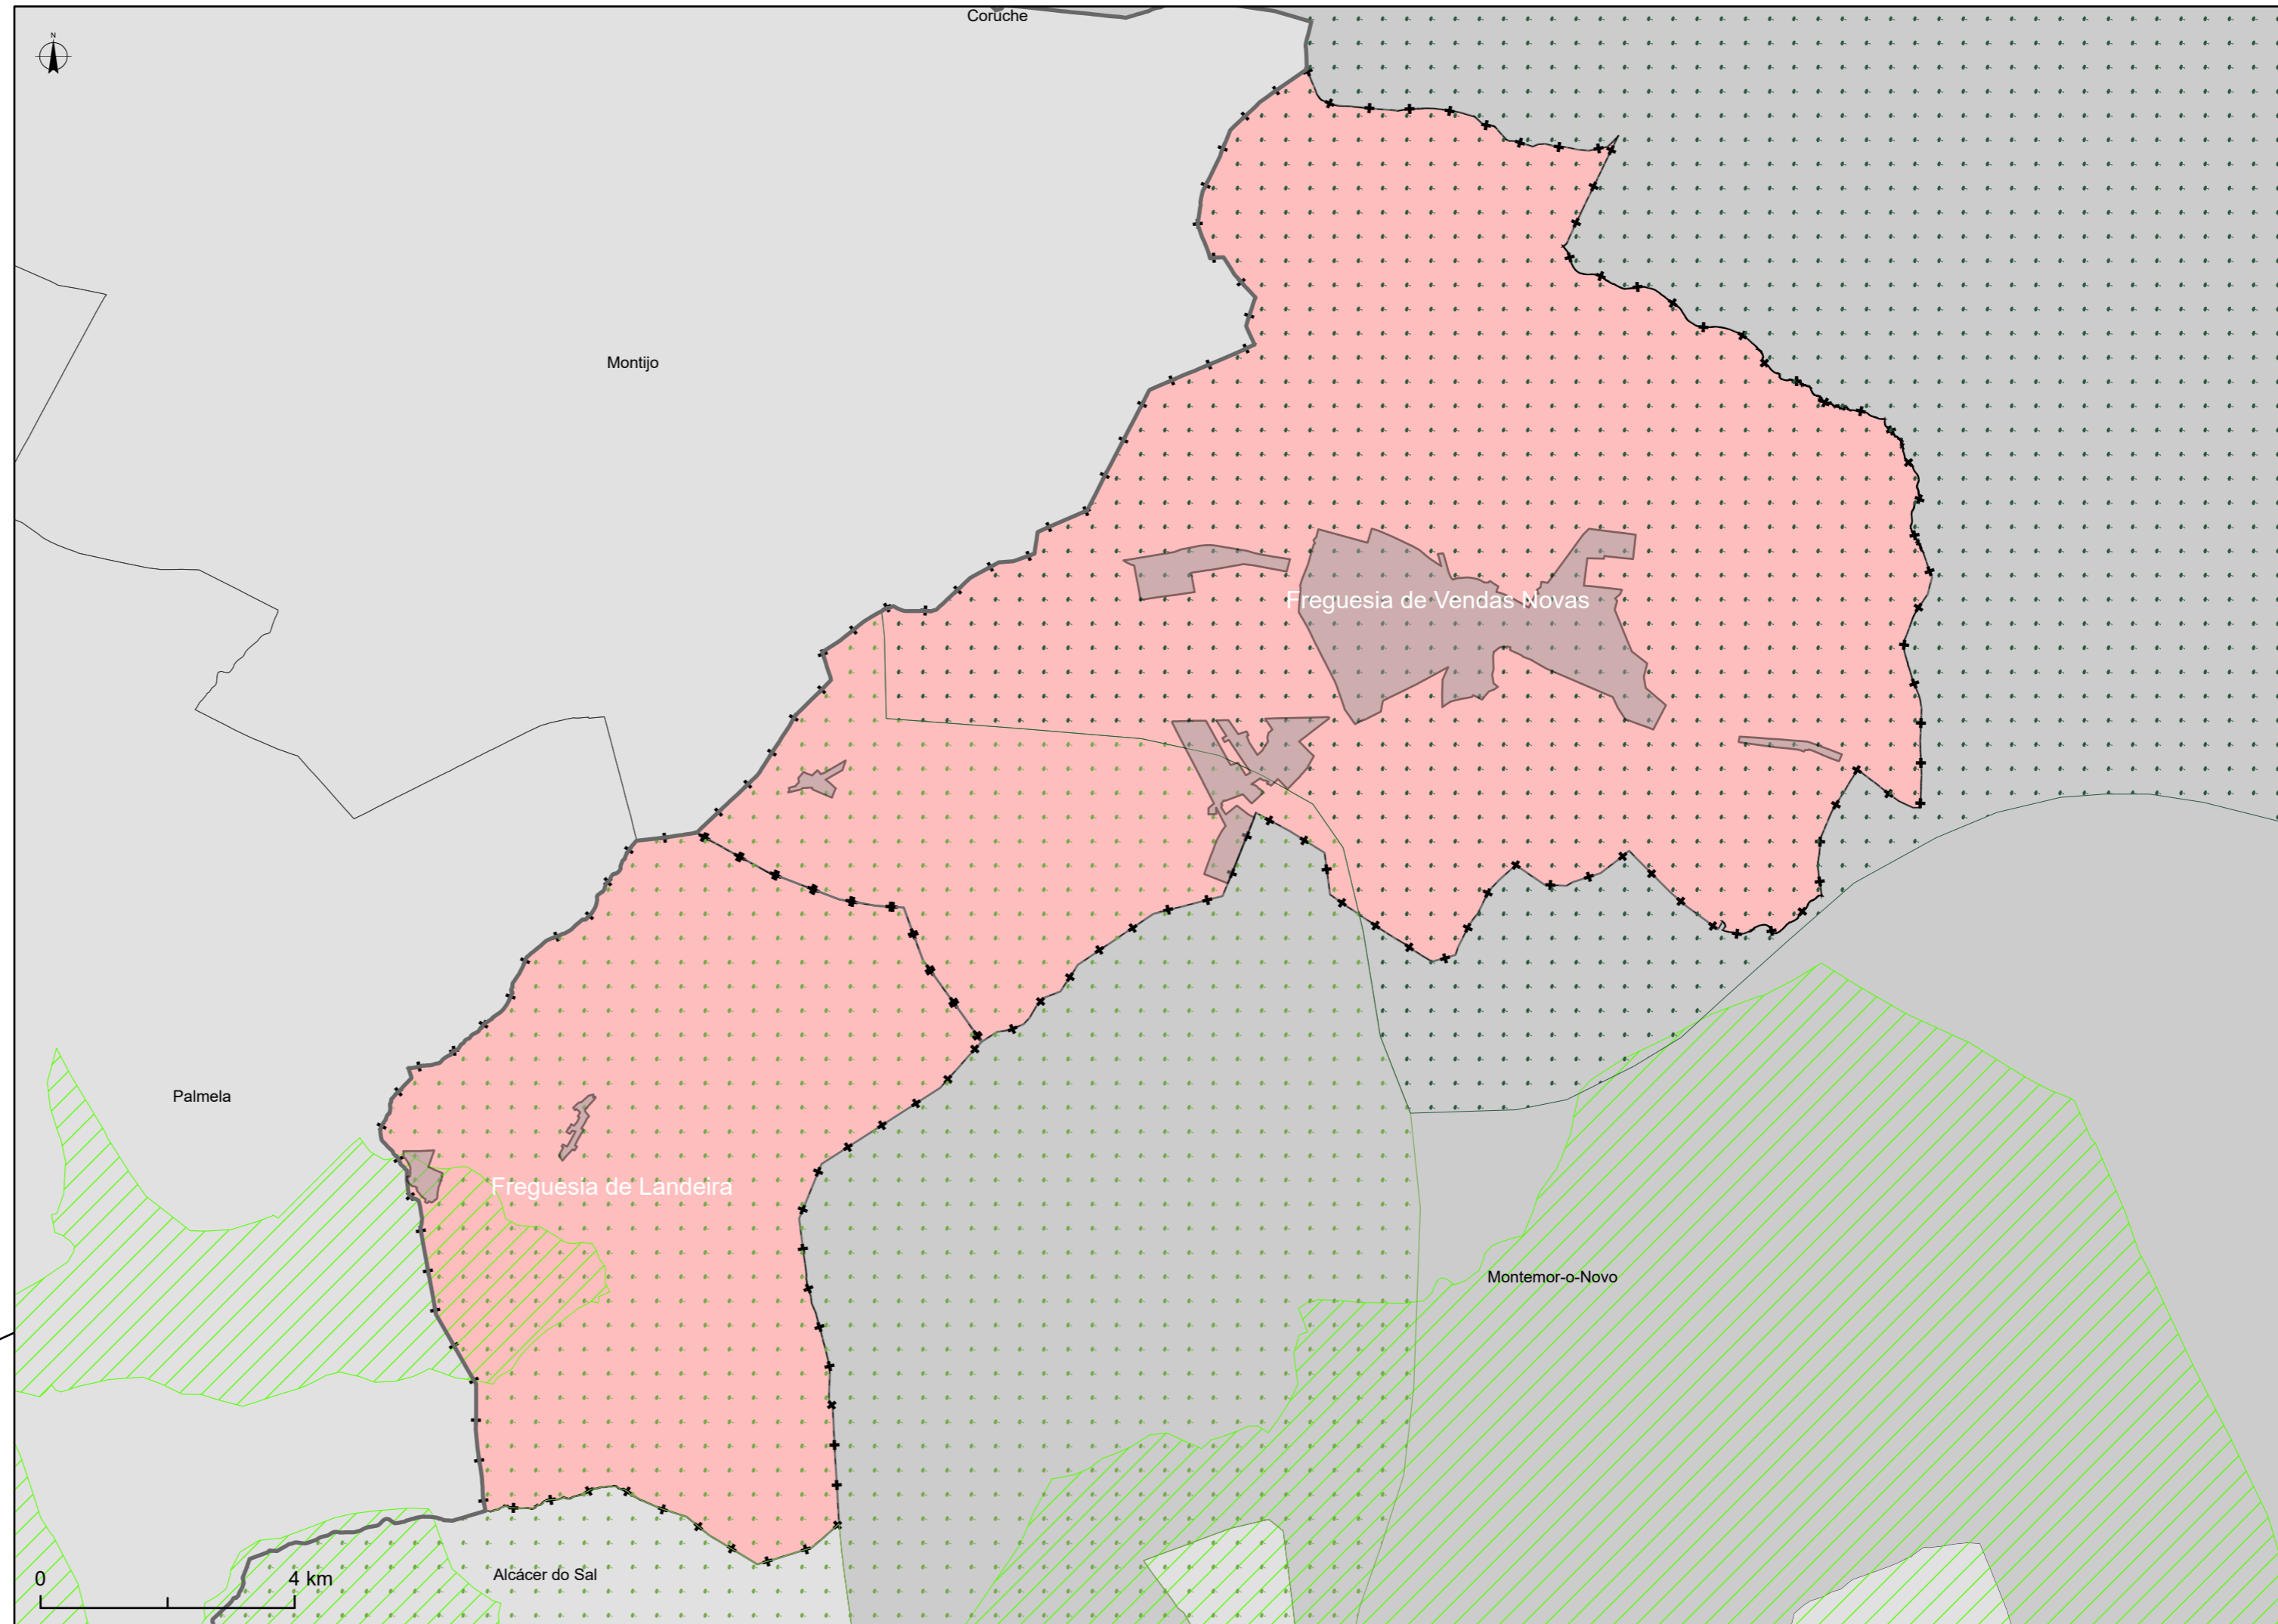 Coruche
N
Montijo
Freguesia de Vendas Novas
Palmela
Freguesia de Landeira
Montemor-o-Novo
Alcácer do Sal
0
4 km